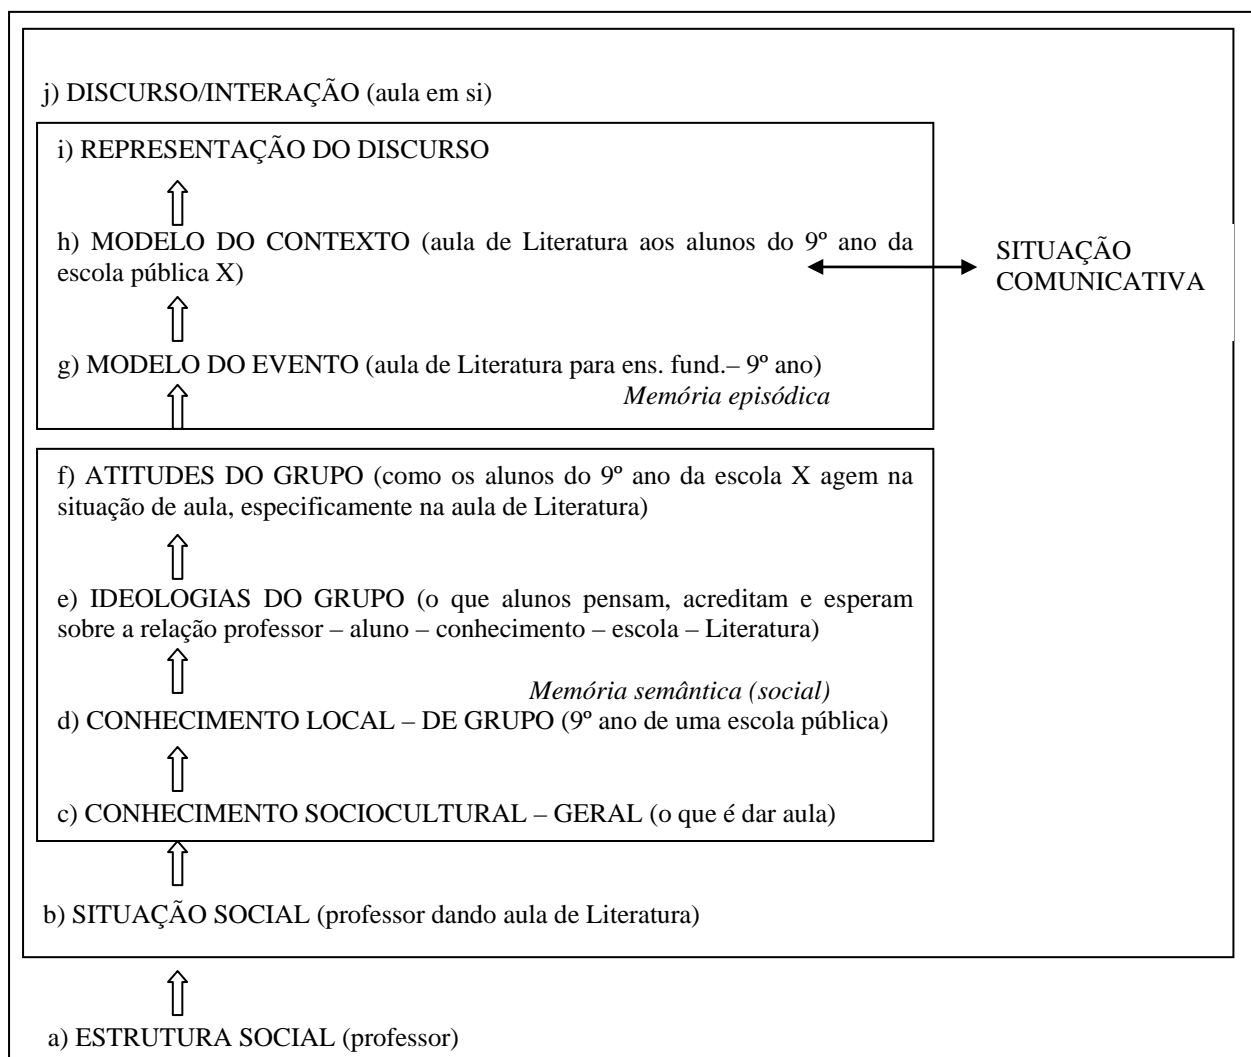 j) DISCURSO/INTERAÇÃO (aula em si)
i) REPRESENTAÇÃO DO DISCURSO
h) MODELO DO CONTEXTO (aula de Literatura aos alunos do 9º ano da
escola pública X)
SITUAÇÃO
COMUNICATIVA
g) MODELO DO EVENTO (aula de Literatura para ens. fund.– 9º ano)
Memória episódica
f) ATITUDES DO GRUPO (como os alunos do 9º ano da escola X agem na
situação de aula, especificamente na aula de Literatura)
e) IDEOLOGIAS DO GRUPO (o que alunos pensam, acreditam e esperam
sobre a relação professor – aluno – conhecimento – escola – Literatura)
Memória semântica (social)
d) CONHECIMENTO LOCAL – DE GRUPO (9º ano de uma escola pública)
c) CONHECIMENTO SOCIOCULTURAL – GERAL (o que é dar aula)
b) SITUAÇÃO SOCIAL (professor dando aula de Literatura)
a) ESTRUTURA SOCIAL (professor)